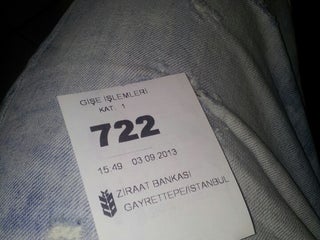 GİŞE İŞLEMLERİ
KAT. 1
722
15:49 03.09.2013
ZİRAAT BANKASI
GAYRETTEPE/İSTANBUL